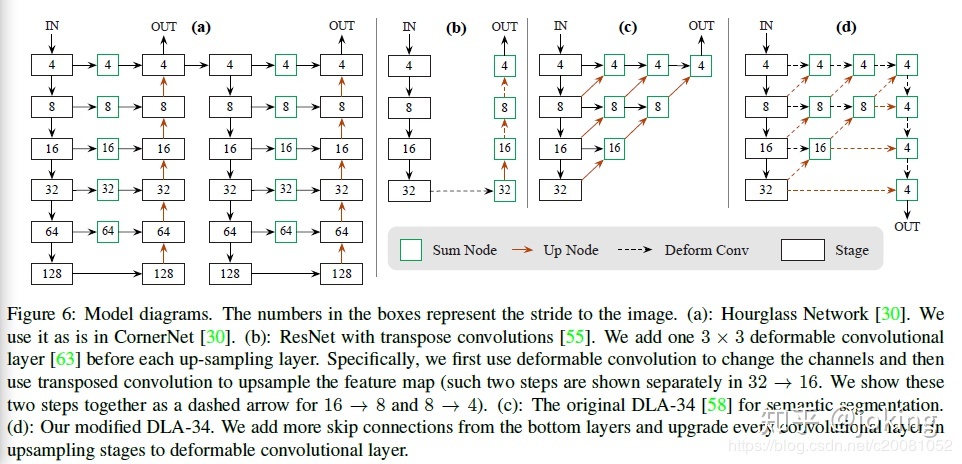 IN OUT (a) OUT IN (b) OUT IN (c) OUT IN (d)
4 4 4 4 4 4 4 4 4 4 4 4 4 4 4 4
8 8 8 8 8 8 8 8 8 8 8 8 8 8 4
16 16 16 16 16 16 16 16 16 16 16 16 4
32 32 32 32 32 32 32 32 32 32 4
64 64 64 64 64 64 OUT
Sum Node Up Node Deform Conv Stage
128 128 128 128
Figure 6: Model diagrams. The numbers in the boxes represent the stride to the image. (a): Hourglass Network [30]. We
use it as is in CornerNet [30]. (b): ResNet with transpose convolutions [55]. We add one 3 × 3 deformable convolutional
layer [63] before each up-sampling layer. Specifically, we first use deformable convolution to change the channels and then
use transposed convolution to upsample the feature map (such two steps are shown separately in 32 → 16. We show these
two steps together as a dashed arrow for 16 → 8 and 8 → 4). (c): The original DLA-34 [58] for semantic segmentation.
(d): Our modified DLA-34. We add more skip connections from the bottom layers and upgrade every convolutional layer in
upsampling stages to deformable convolutional layer.
知乎 @joking
https://blog.csdn.net/c20081052